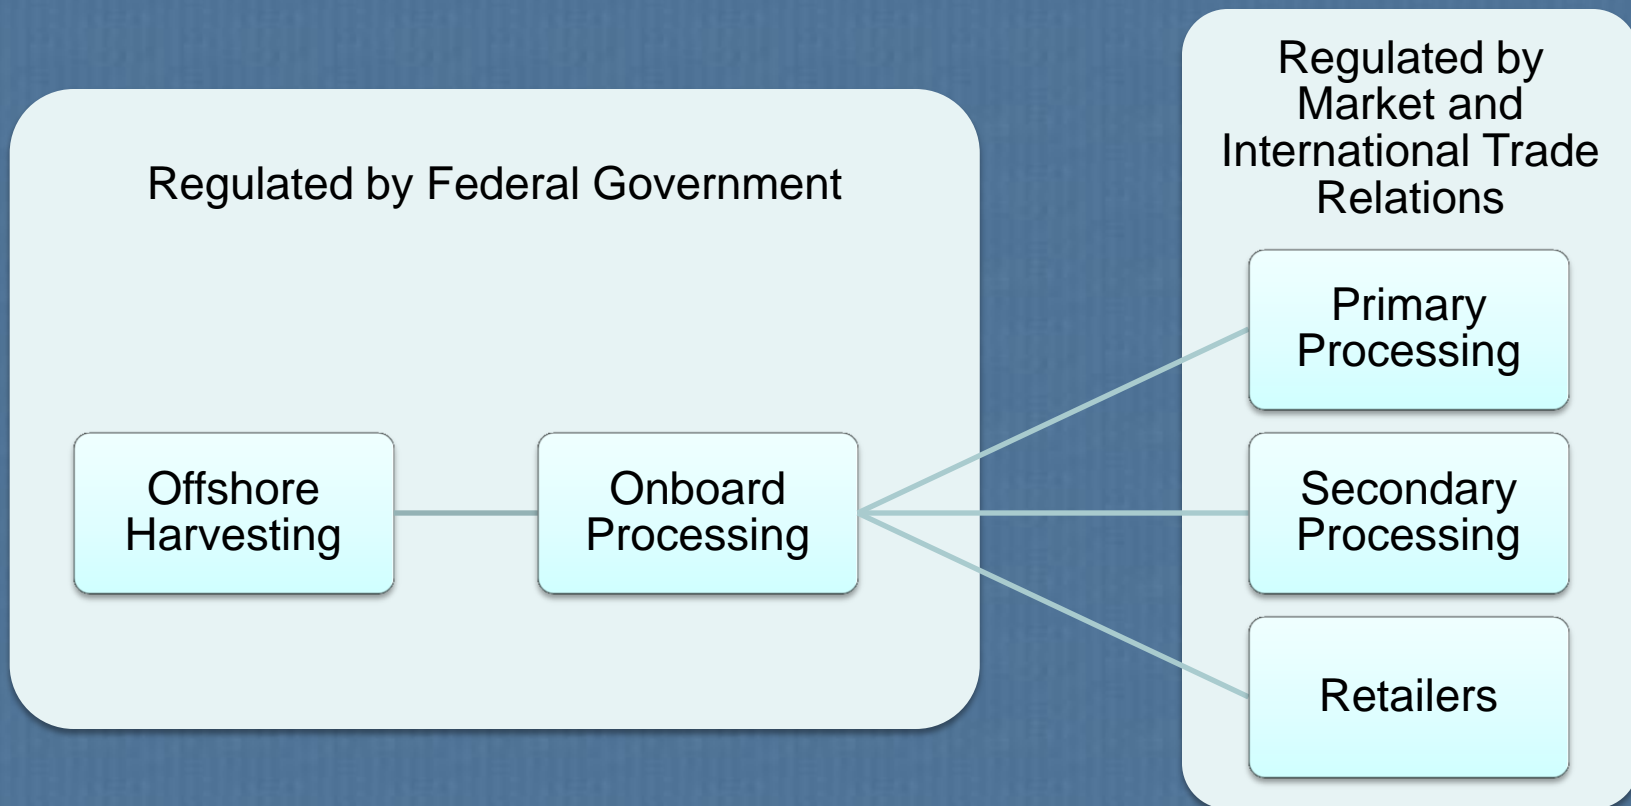 Regulated by Federal Government
Offshore
Harvesting
Onboard
Processing
Regulated by
Market and
International Trade
Relations
Primary
Processing
Secondary
Processing
Retailers